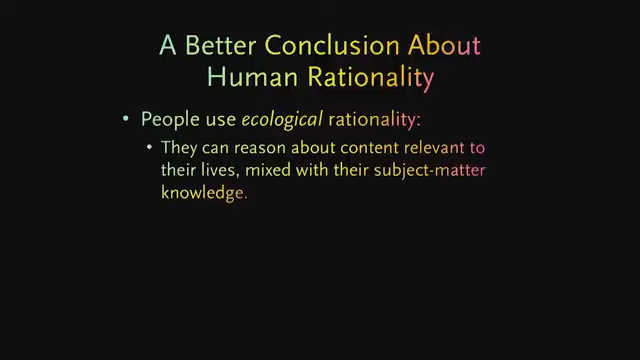 A Better Conclusion About
Human Rationality
• People use ecological rationality:
• They can reason about content relevant to
their lives, mixed with their subject-matter
knowledge.